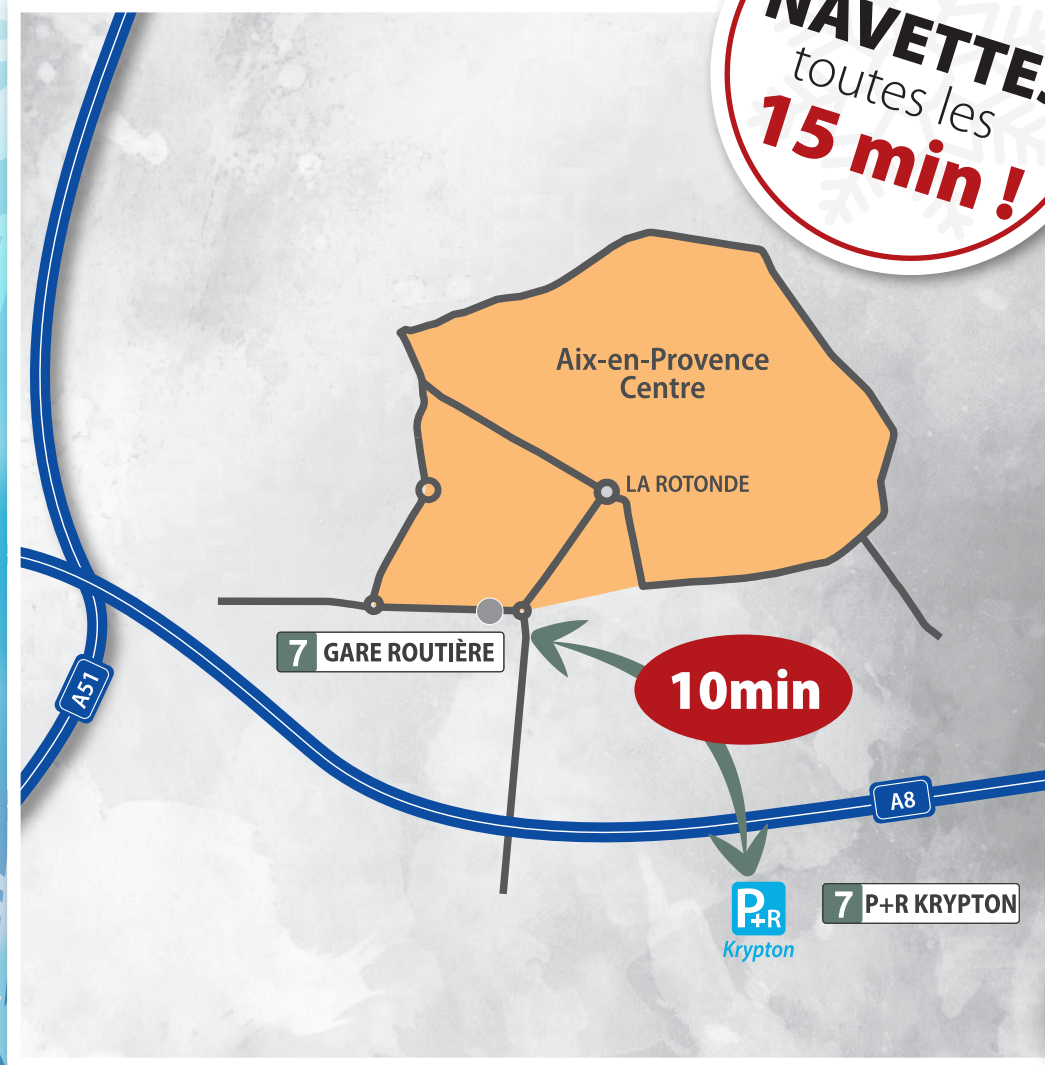 NAVETTES
toutes les
15 min !
Aix-en-Provence
Centre
LA ROTONDE
7 GARE ROUTIÈRE
10min
A51
A8
P+R
Krypton
7 P+R KRYPTON